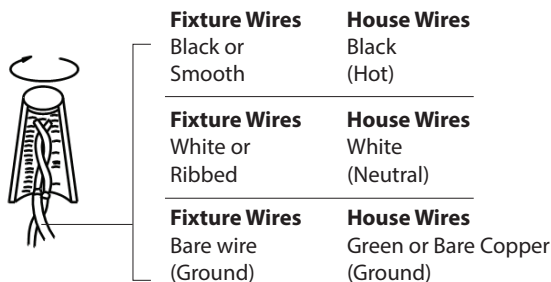 Fixture Wires House Wires
Black or Black
Smooth (Hot)
Fixture Wires House Wires
White or White
Ribbed (Neutral)
Fixture Wires House Wires
Bare wire Green or Bare Copper
(Ground) (Ground)